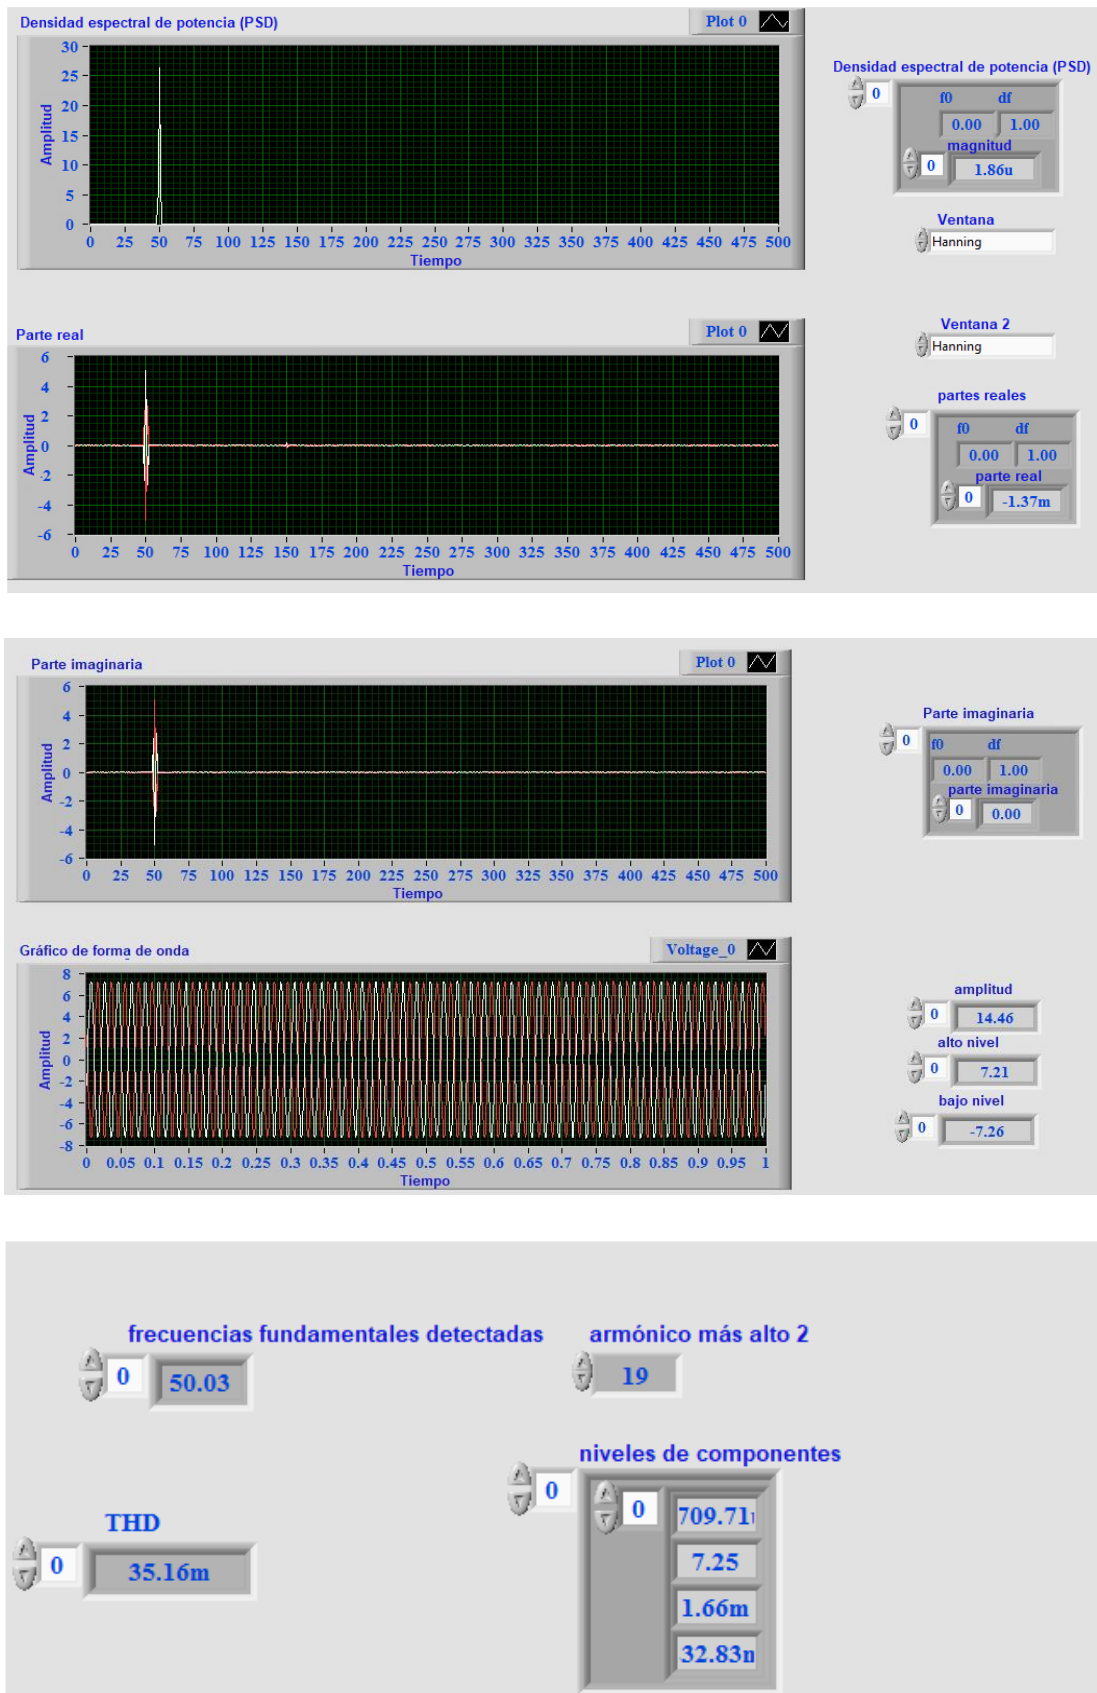 Densidad espectral de potencia (PSD)
Plot 0
30
25
20
15
10
5
0
Amplitud
0 25 50 75 100 125 150 175 200 225 250 275 300 325 350 375 400 425 450 475 500
Tiempo
Densidad espectral de potencia (PSD)
0
f0 df
0.00 1.00
magnitud
0 1.86u
Ventana
Hanning
Parte real
Plot 0
6
4
2
0
-2
-4
-6
Amplitud
0 25 50 75 100 125 150 175 200 225 250 275 300 325 350 375 400 425 450 475 500
Tiempo
Ventana 2
Hanning
partes reales
0
f0 df
0.00 1.00
parte real
0 -1.37m
Parte imaginaria
Plot 0
6
4
2
0
-2
-4
-6
Amplitud
0 25 50 75 100 125 150 175 200 225 250 275 300 325 350 375 400 425 450 475 500
Tiempo
Parte imaginaria
0
f0 df
0.00 1.00
parte imaginaria
0 0.00
Gráfico de forma de onda
Voltage_0
8
6
4
2
0
-2
-4
-6
-8
Amplitud
0 0.05 0.1 0.15 0.2 0.25 0.3 0.35 0.4 0.45 0.5 0.55 0.6 0.65 0.7 0.75 0.8 0.85 0.9 0.95 1
Tiempo
amplitud
0 14.46
alto nivel
0 7.21
bajo nivel
0 -7.26
frecuencias fundamentales detectadas
0 50.03
armónico más alto 2
19
THD
0 35.16m
niveles de componentes
0
0
709.71
7.25
1.66m
32.83